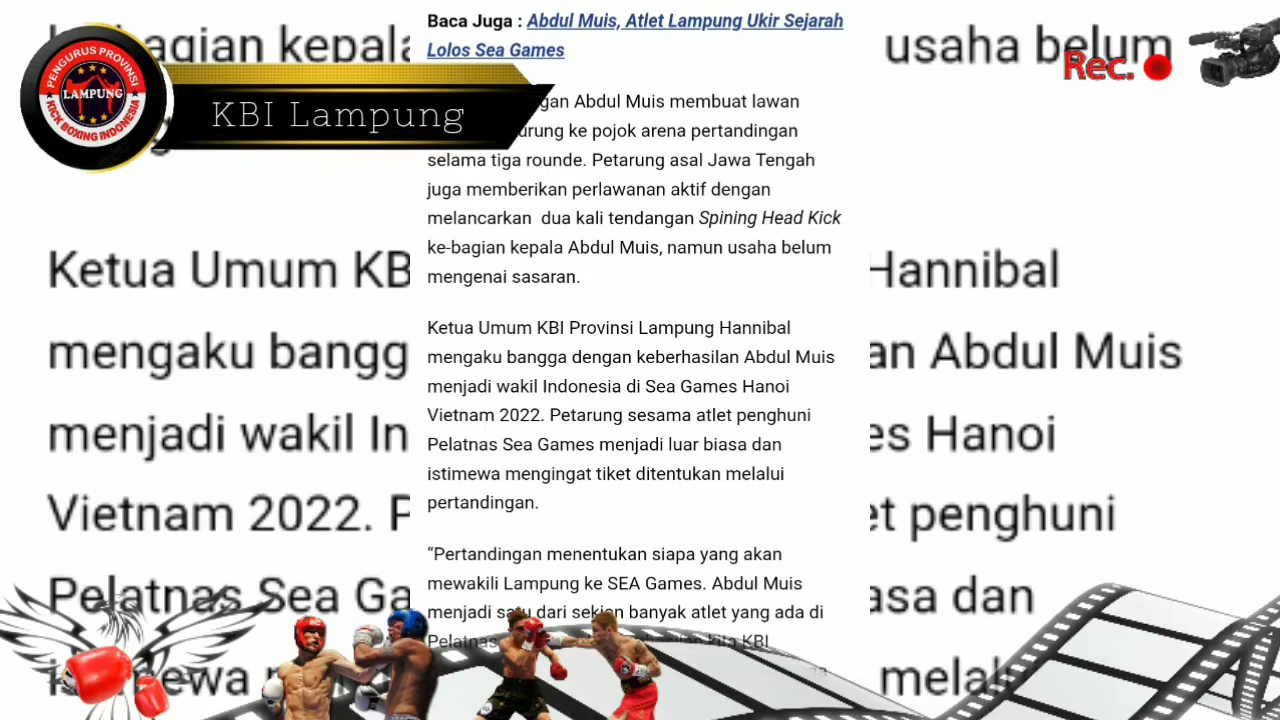 Baca Juga : Abdul Muis, Atlet Lampung Ukir Sejarah
Lolos Sea Games
Abdul Muis membuat lawan
ke pojok arena pertandingan
selama tiga rounde. Petarung asal Jawa Tengah
juga memberikan perlawanan aktif dengan
melancarkan dua kali tendangan Spining Head Kick
ke-bagian kepala Abdul Muis, namun usaha belum
mengenai sasaran.
Ketua Umum KBI Provinsi Lampung Hannibal
mengaku bangga dengan keberhasilan Abdul Muis
menjadi wakil Indonesia di Sea Games Hanoi
Vietnam 2022. Petarung sesama atlet penghuni
Pelatnas Sea Games menjadi luar biasa dan
istimewa mengingat tiket ditentukan melalui
pertandingan.
“Pertandingan menentukan siapa yang akan
mewakili Lampung ke SEA Games. Abdul Muis
menjadi satu dari sekian banyak atlet yang ada di
Pelatnas kita KBI
PENGURUS PROVINSI
LAMPUNG
KICK BOXING INDONESIA
KBI Lampung
Rec.
kepala
usaha belum
Ketua Umum KB
Hannibal
mengaku bangg
an Abdul Muis
menjadi wakil In
es Hanoi
Vietnam 2022. P
et penghuni
Pelatnas Sea Ga
asa dan